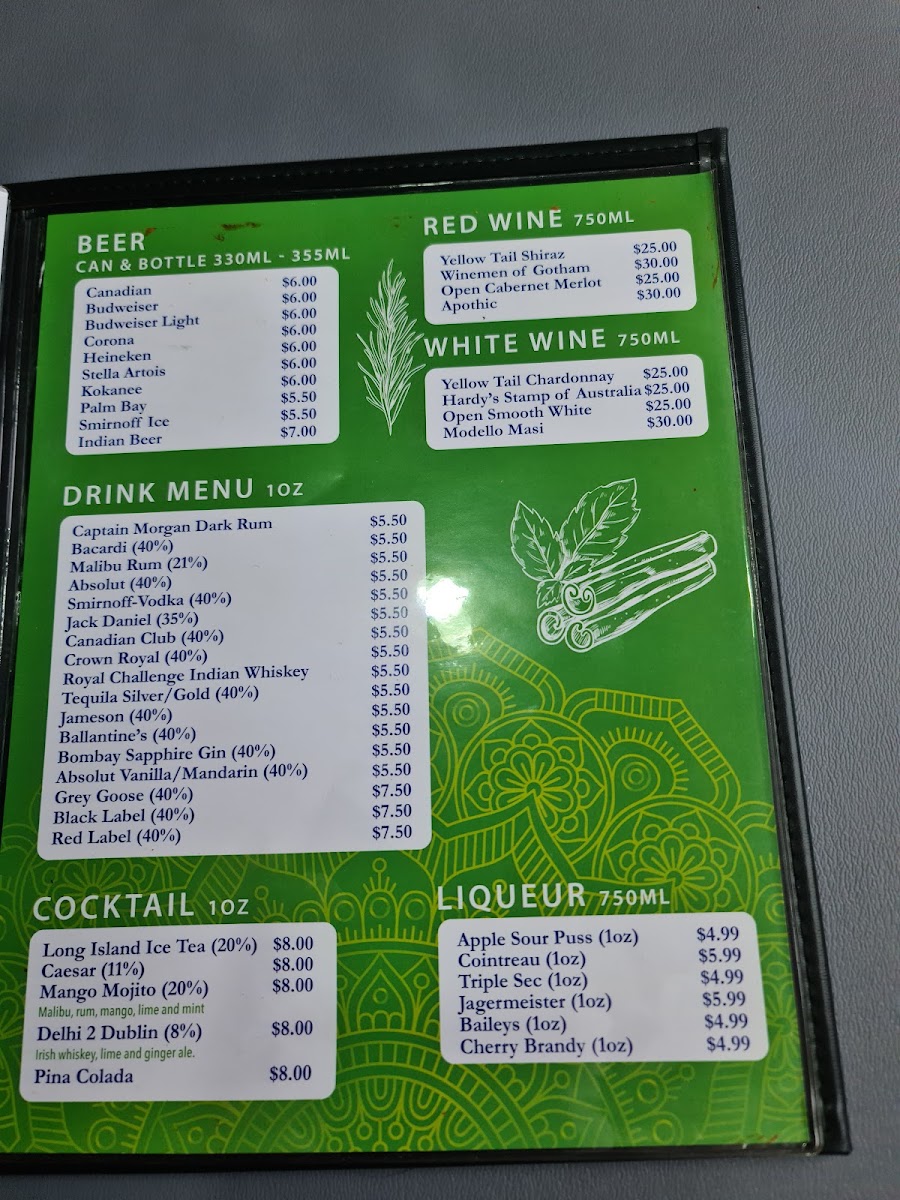 BEER
CAN & BOTTLE 330ML - 355ML
Canadian $6.00
Budweiser $6.00
Budweiser Light $6.00
Corona $6.00
Heineken $6.00
Stella Artois $6.00
Kokanee $6.00
Palm Bay $5.50
Smirnoff Ice $5.50
Indian Beer $7.00
RED WINE 750ML
Yellow Tail Shiraz $25.00
Winemen of Gotham $30.00
Open Cabernet Merlot $25.00
Apothic $30.00
WHITE WINE 750ML
Yellow Tail Chardonnay $25.00
Hardy's Stamp of Australia $25.00
Open Smooth White $25.00
Modello Masi $30.00
DRINK MENU 1OZ
Captain Morgan Dark Rum $5.50
Bacardi (40%) $5.50
Malibu Rum (21%) $5.50
Absolut (40%) $5.50
Smirnoff-Vodka (40%) $5.50
Jack Daniel (35%) $5.50
Canadian Club (40%) $5.50
Crown Royal (40%) $5.50
Royal Challenge Indian Whiskey $5.50
Tequila Silver/Gold (40%) $5.50
Jameson (40%) $5.50
Ballantine's (40%) $5.50
Bombay Sapphire Gin (40%) $5.50
Absolut Vanilla/Mandarin (40%) $5.50
Grey Goose (40%) $7.50
Black Label (40%) $7.50
Red Label (40%) $7.50
COCKTAIL 1OZ
Long Island Ice Tea (20%) $8.00
Caesar (11%) $8.00
Mango Mojito (20%) $8.00
Malibu, rum, mango, lime and mint
Delhi 2 Dublin (8%) $8.00
Irish whiskey, lime and ginger ale.
Pina Colada $8.00
LIQUEUR 750ML
Apple Sour Puss (1oz) $4.99
Cointreau (1oz) $5.99
Triple Sec (1oz) $4.99
Jagermeister (1oz) $5.99
Baileys (1oz) $4.99
Cherry Brandy (1oz) $4.99